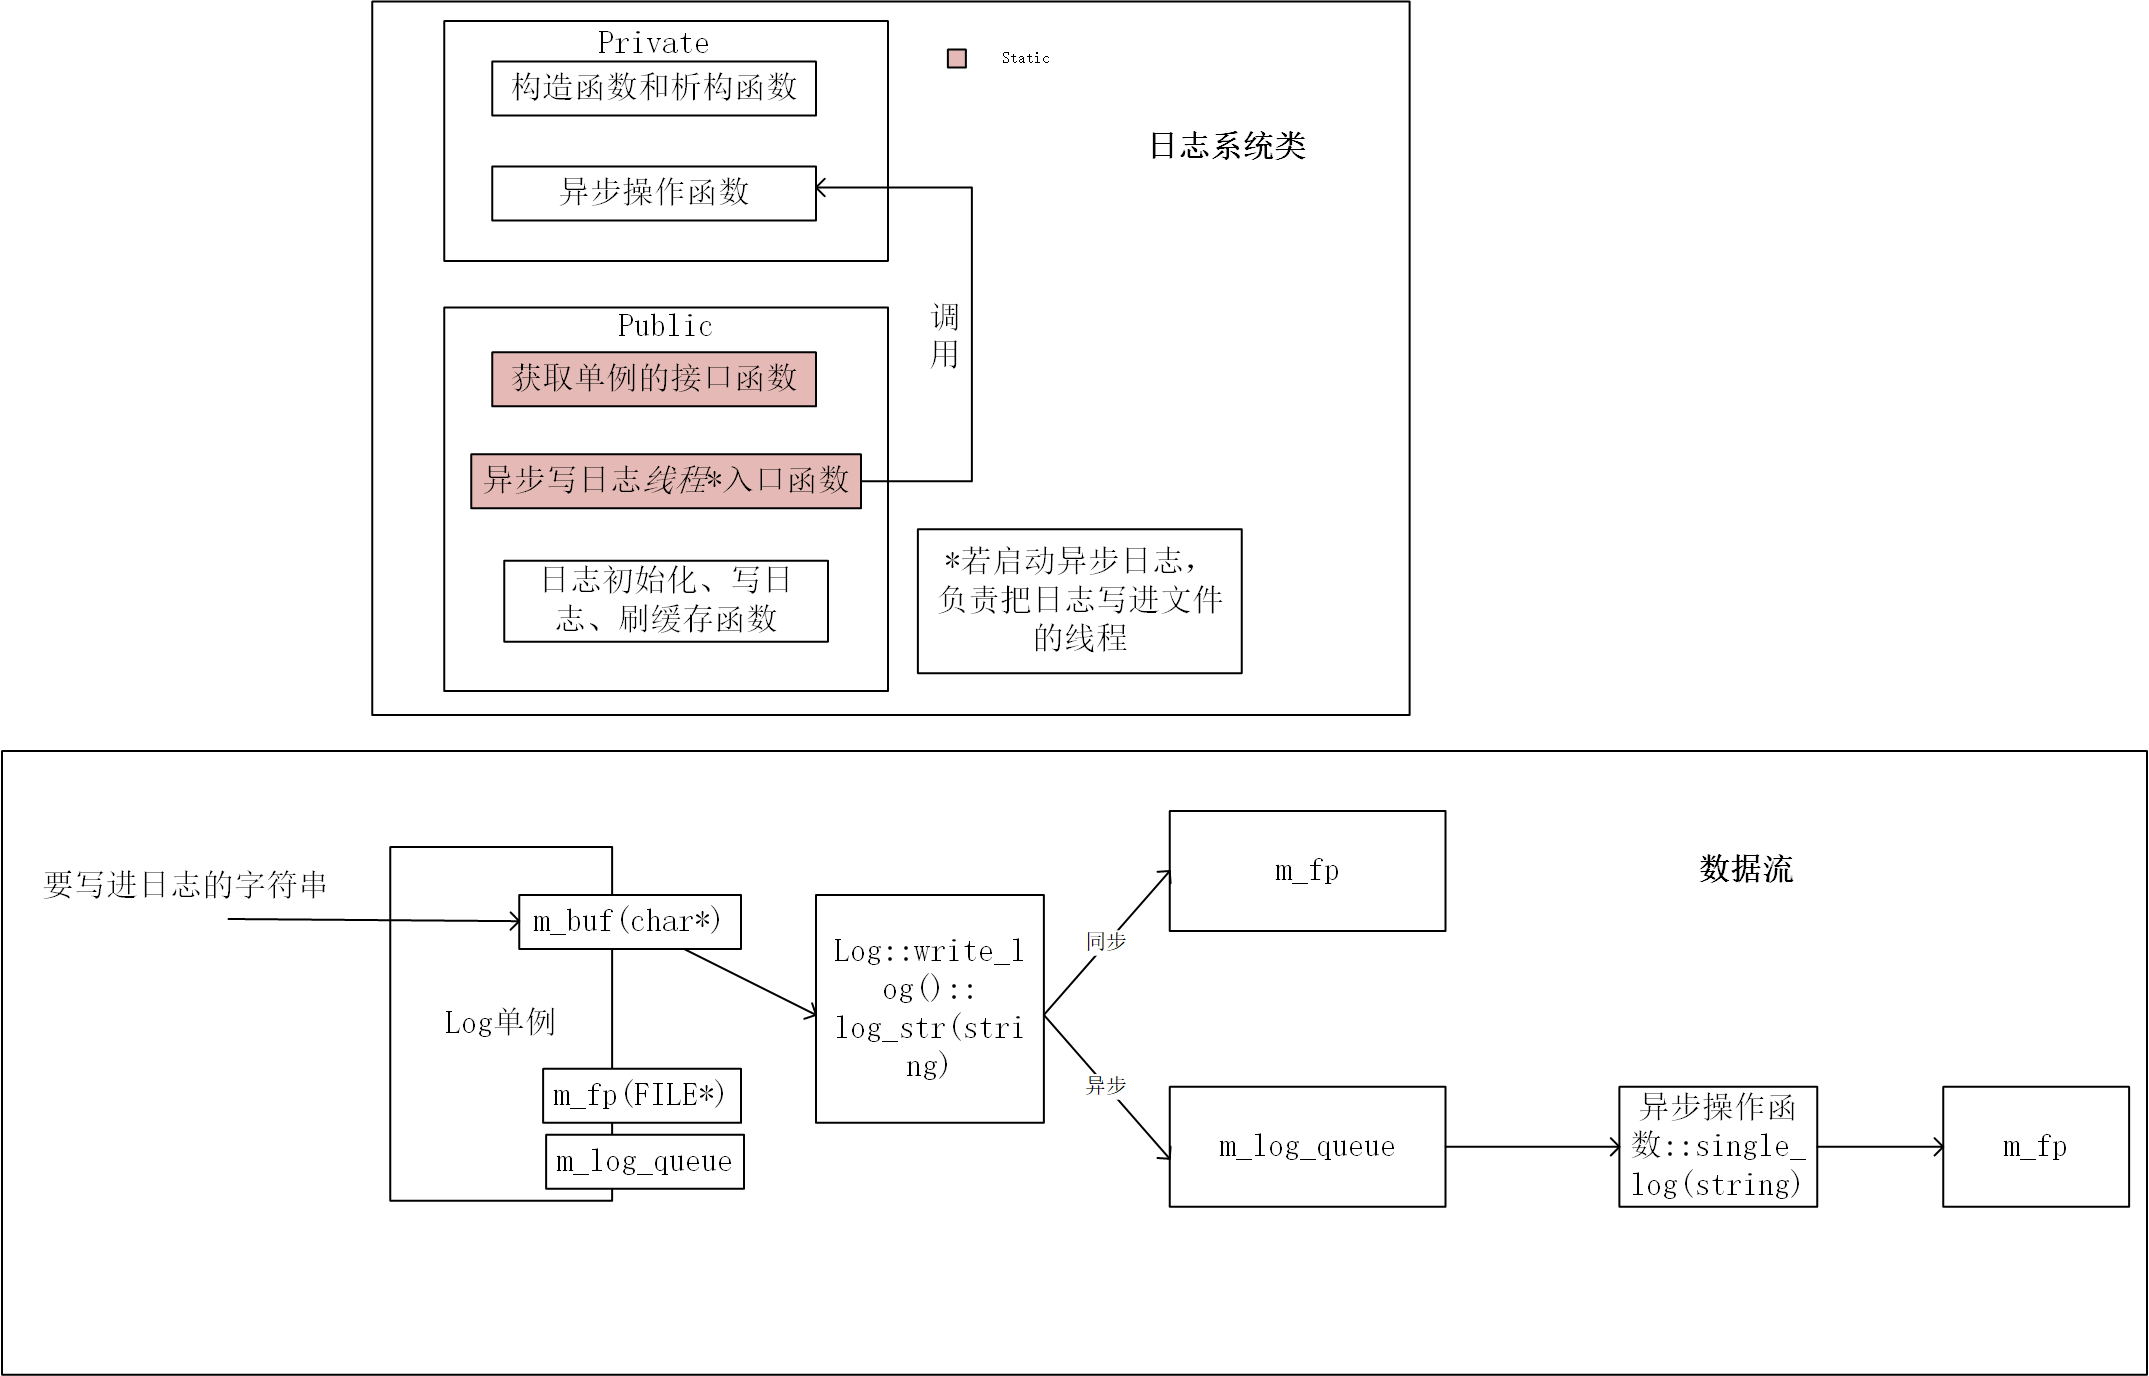 Private
构造函数和析构函数
异步操作函数
Static
日志系统类
调
用
Public
获取单例的接口函数
异步写日志线程*入口函数
日志初始化、写日
志、刷缓存函数
*若启动异步日志，
负责把日志写进文件
的线程
数据流
要写进日志的字符串
m_buf(char*)
Log单例
m_fp(FILE*)
m_log_queue
Log::write_l
og()::
log_str(stri
ng)
同步
m_fp
异步
m_log_queue
异步操作函
数::single_
log(string)
m_fp